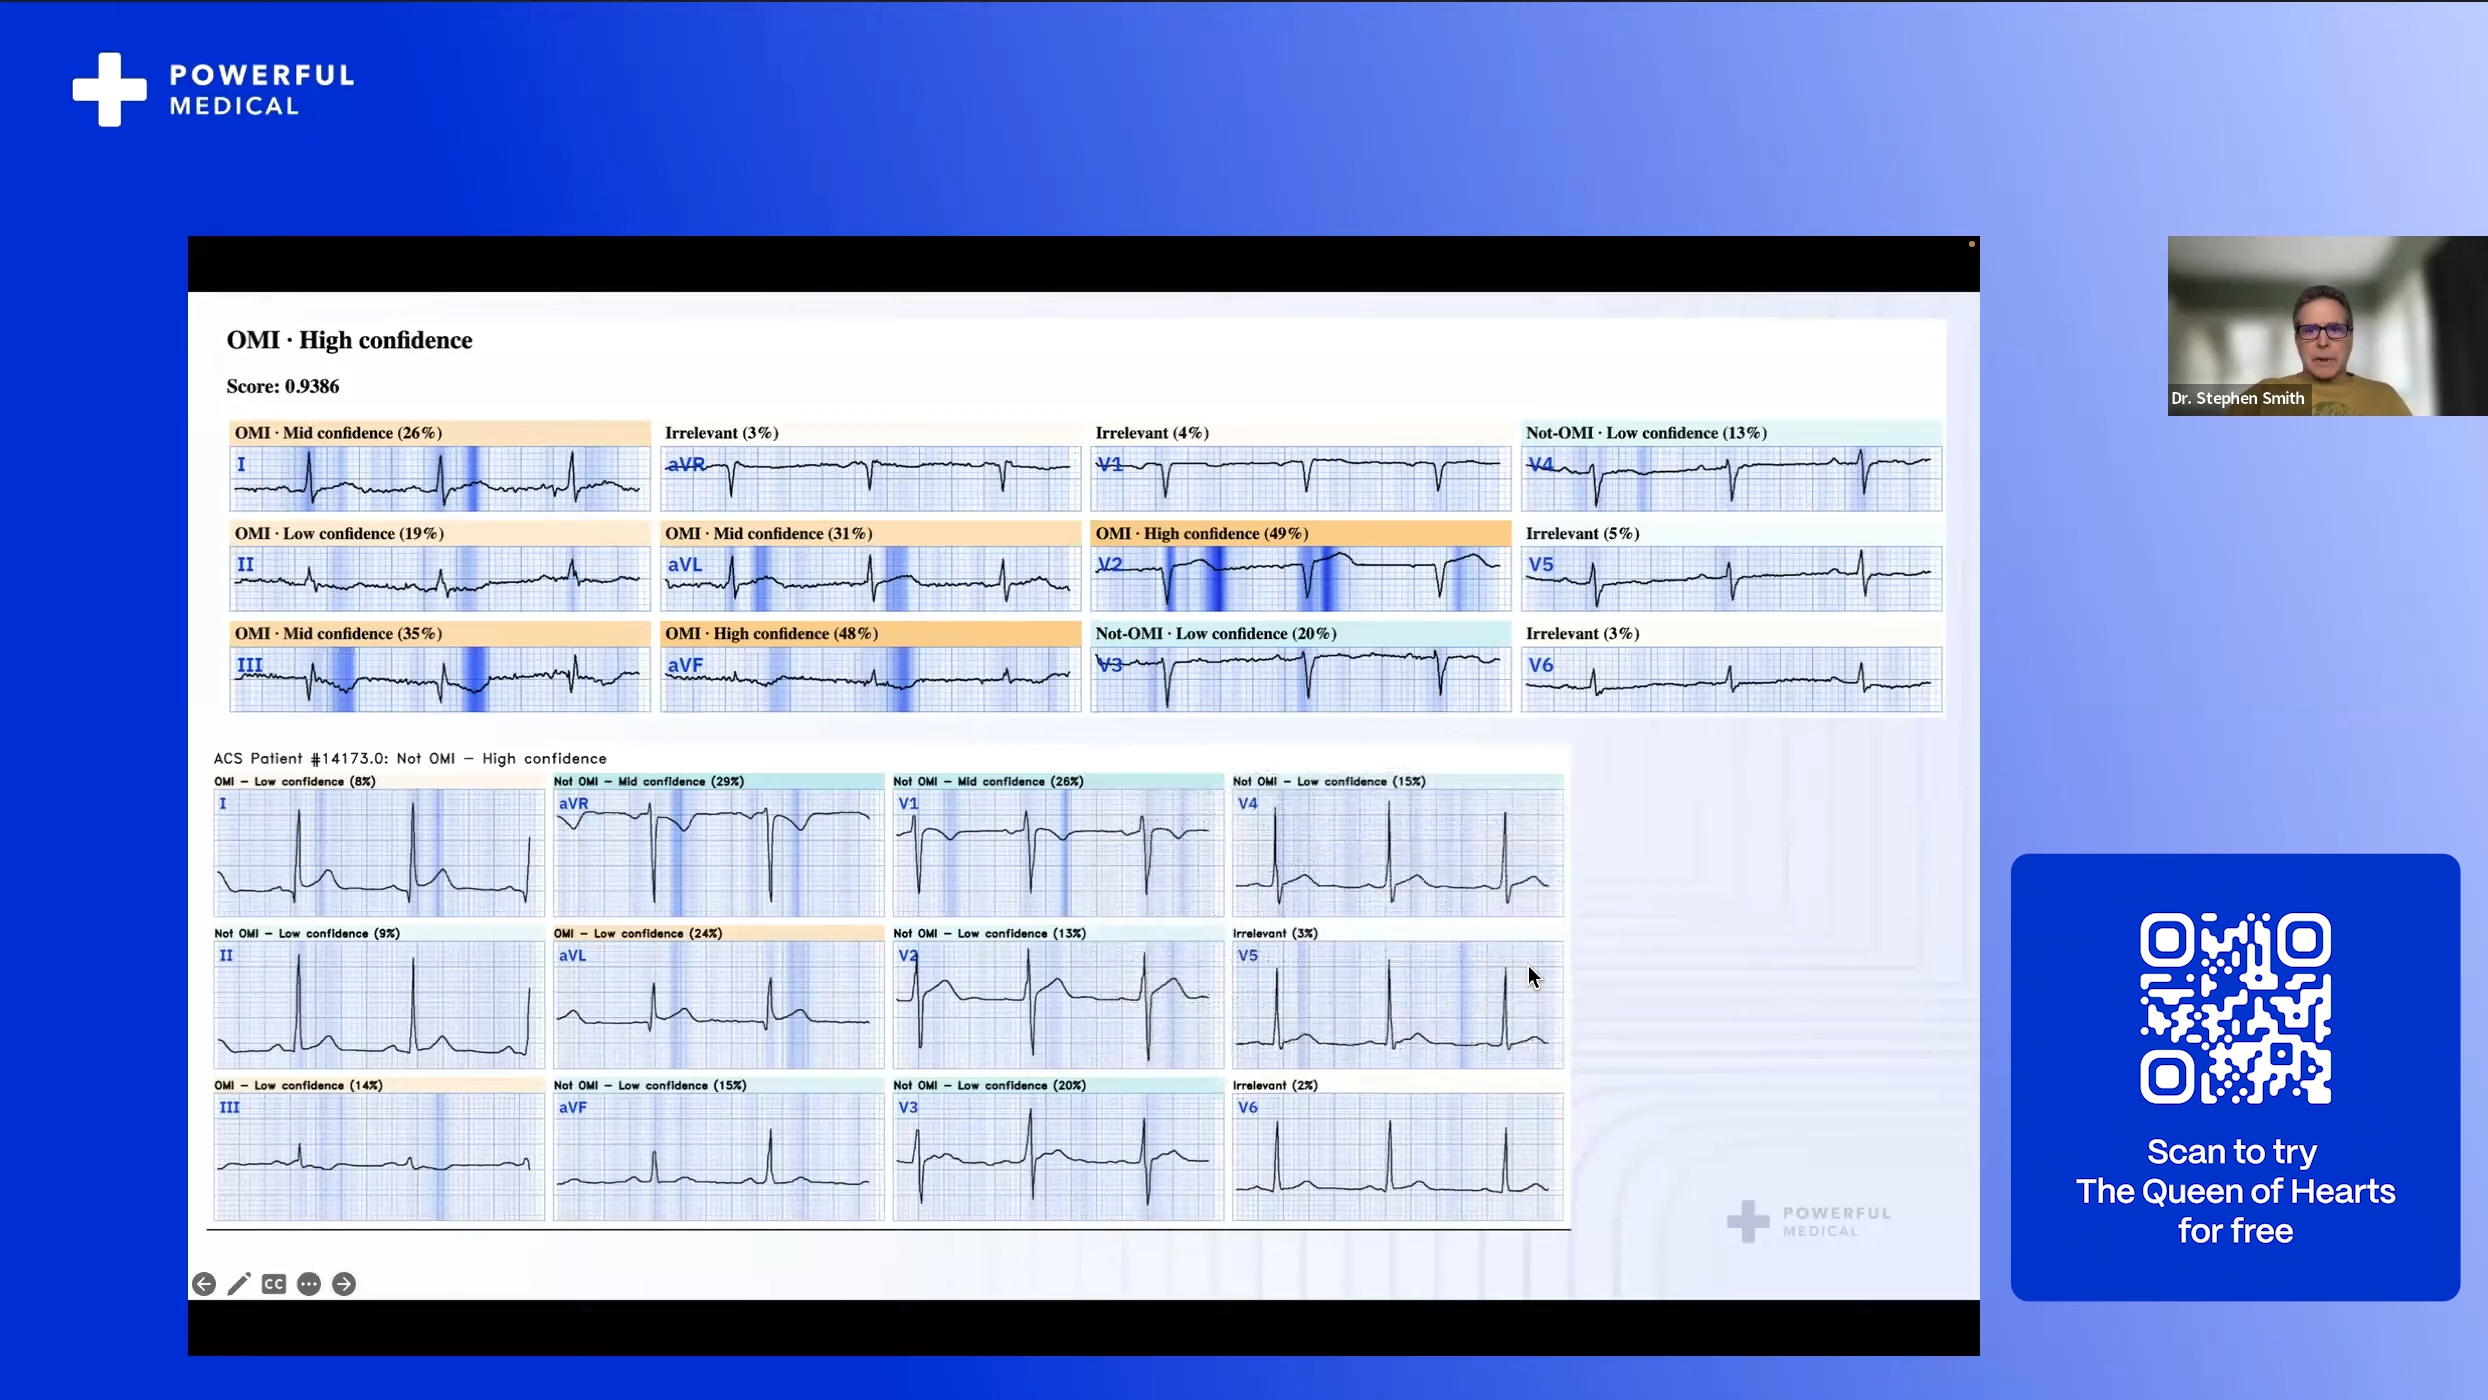 POWERFUL
MEDICAL
OMI · High confidence
Score: 0.9386
OMI · Mid confidence (26%)
Irrelevant (3%)
Irrelevant (4%)
Not-OMI · Low confidence (13%)
I
aVR
V1
V4
OMI · Low confidence (19%)
OMI · Mid confidence (31%)
OMI · High confidence (49%)
Irrelevant (5%)
II
aVL
V2
V5
OMI · Mid confidence (35%)
OMI · High confidence (48%)
Not-OMI · Low confidence (20%)
Irrelevant (3%)
III
aVF
V3
V6
ACS Patient #14173.0: Not OMI – High confidence
OMI – Low confidence (8%)
Not OMI – Mid confidence (29%)
Not OMI – Mid confidence (26%)
Not OMI – Low confidence (15%)
I
aVR
V1
V4
Not OMI – Low confidence (9%)
OMI – Low confidence (24%)
Not OMI – Low confidence (13%)
Irrelevant (3%)
II
aVL
V2
V5
OMI – Low confidence (14%)
Not OMI – Low confidence (15%)
Not OMI – Low confidence (20%)
Irrelevant (2%)
III
aVF
V3
V6
POWERFUL
MEDICAL
CC
Dr. Stephen Smith
Scan to try
The Queen of Hearts
for free